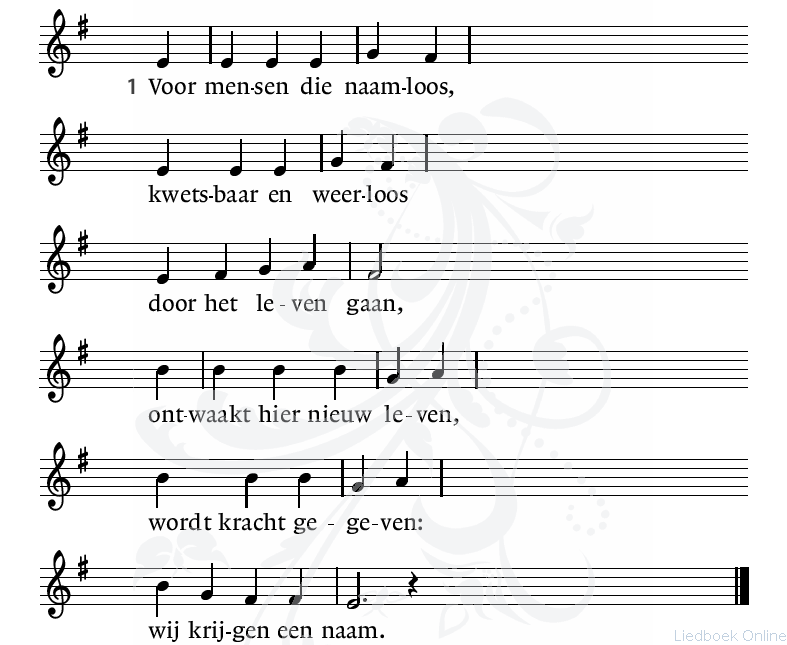 1 Voor men-sen die naam-loos,
kwets-baar en weer-loos
door het le - ven gaan,
ont-waakt hier nieuw le-ven,
wordt kracht ge - ge-ven:
wij krij-gen een naam.
Liedboek Online